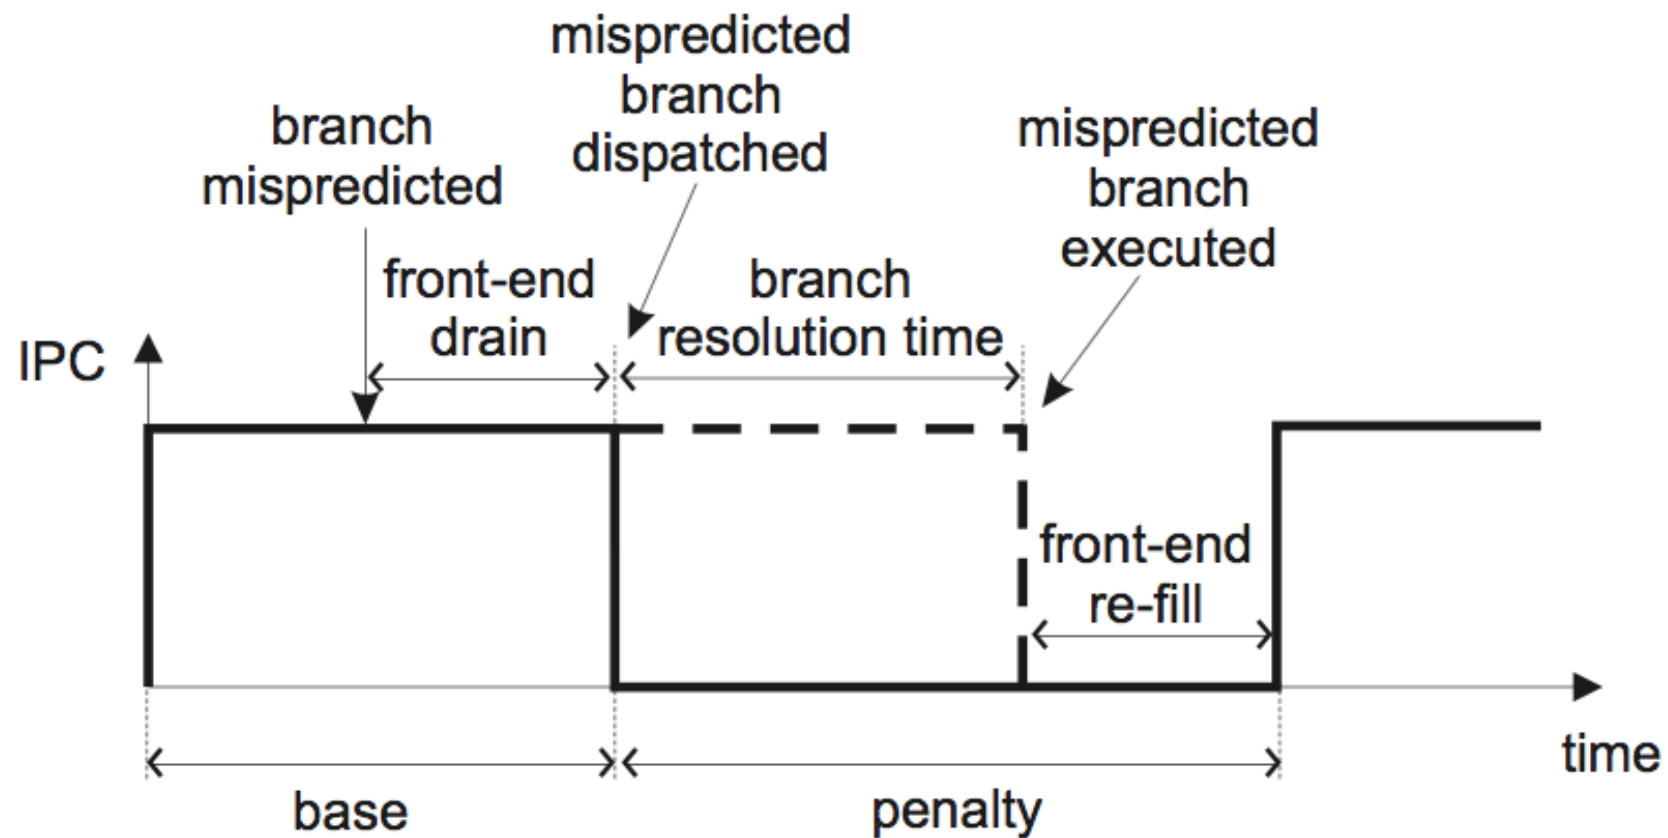 mispredicted
branch
dispatched
branch
mispredicted
mispredicted
branch
executed
front-end
drain
branch
resolution time
IPC
front-end
re-fill
time
base
penalty